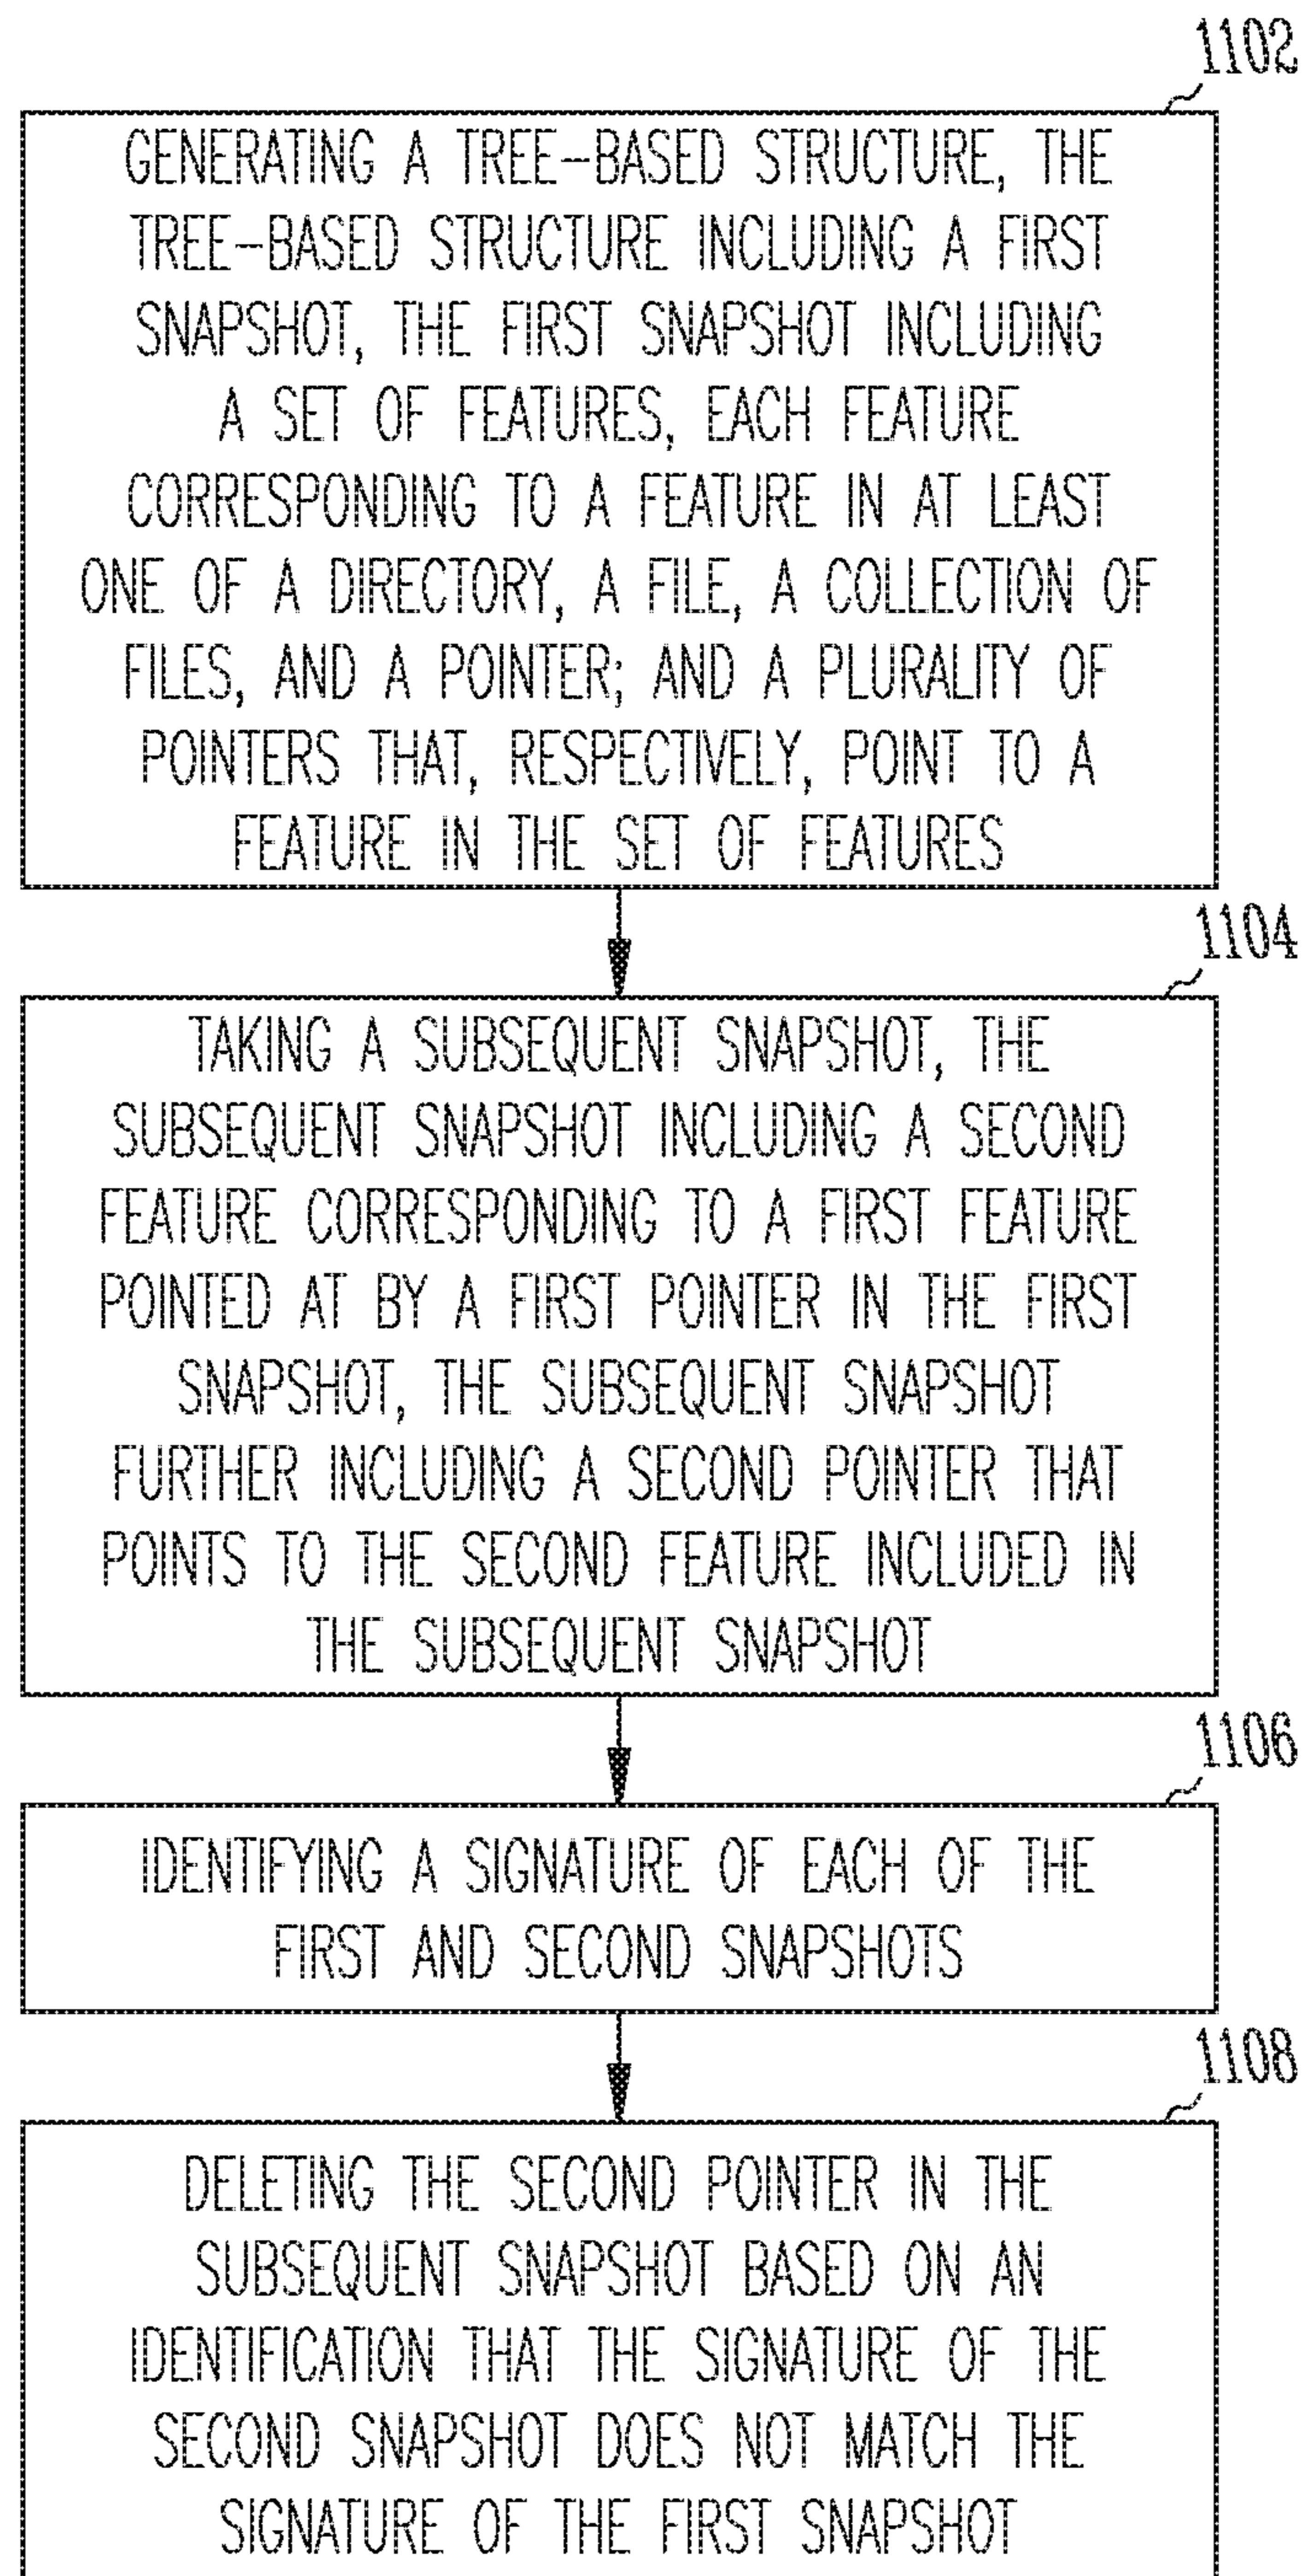 1102
GENERATING A TREE-BASED STRUCTURE, THE
TREE-BASED STRUCTURE INCLUDING A FIRST
SNAPSHOT, THE FIRST SNAPSHOT INCLUDING
A SET OF FEATURES, EACH FEATURE
CORRESPONDING TO A FEATURE IN AT LEAST
ONE OF A DIRECTORY, A FILE, A COLLECTION OF
FILES, AND A POINTER; AND A PLURALITY OF
POINTERS THAT, RESPECTIVELY, POINT TO A
FEATURE IN THE SET OF FEATURES
1104
TAKING A SUBSEQUENT SNAPSHOT, THE
SUBSEQUENT SNAPSHOT INCLUDING A SECOND
FEATURE CORRESPONDING TO A FIRST FEATURE
POINTED AT BY A FIRST POINTER IN THE FIRST
SNAPSHOT, THE SUBSEQUENT SNAPSHOT
FURTHER INCLUDING A SECOND POINTER THAT
POINTS TO THE SECOND FEATURE INCLUDED IN
THE SUBSEQUENT SNAPSHOT
1106
IDENTIFYING A SIGNATURE OF EACH OF THE
FIRST AND SECOND SNAPSHOTS
1108
DELETING THE SECOND POINTER IN THE
SUBSEQUENT SNAPSHOT BASED ON AN
IDENTIFICATION THAT THE SIGNATURE OF THE
SECOND SNAPSHOT DOES NOT MATCH THE
SIGNATURE OF THE FIRST SNAPSHOT